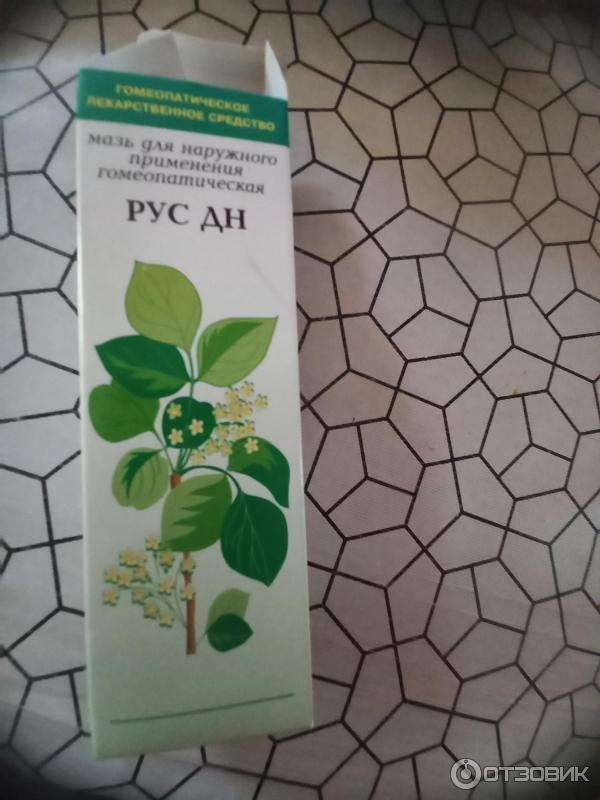 ГОМЕОПАТИЧЕСКОЕ
ЛЕКАРСТВЕННОЕ СРЕДСТВО
мазь для наружного
применения
гомеопатическая
РУС ДН
ОТЗОВИК